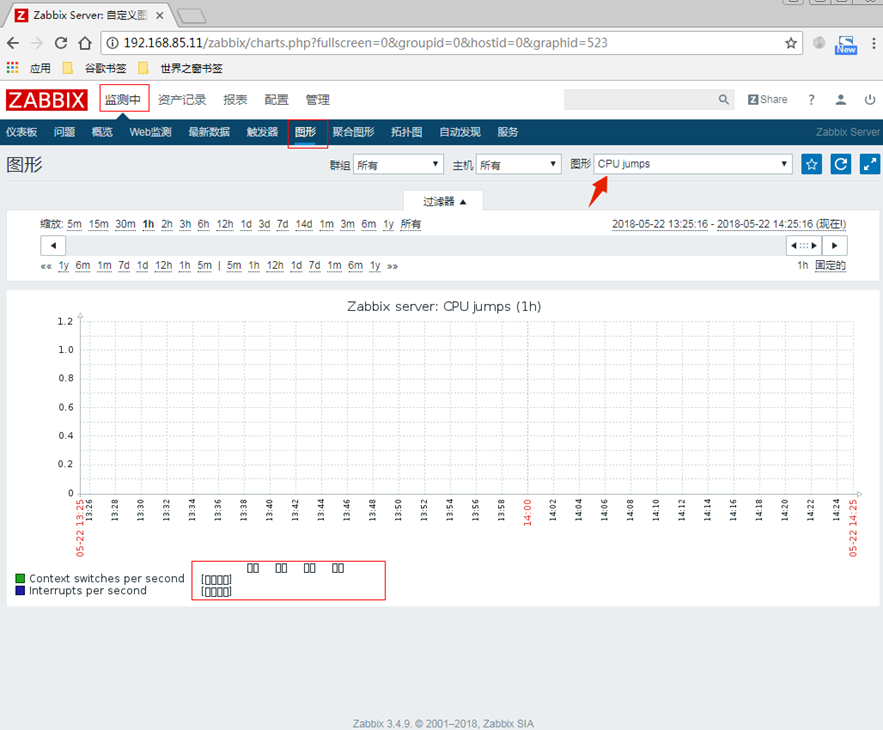 Zabbix Server: 自定义图
192.168.85.11/zabbix/charts.php?fullscreen=0&groupid=0&hostid=0&graphid=523
New
应用 谷歌书签 世界之窗书签
ZABBIX 监测中 资产记录 报表 配置 管理 Z Share ?
仪表板 问题 概览 Web监测 最新数据 触发器 图形 聚合图形 拓扑图 自动发现 服务 Zabbix Server
图形 群组 所有 主机 所有 图形 CPU jumps
过滤器 ▲
缩放: 5m 15m 30m 1h 2h 3h 6h 12h 1d 3d 7d 14d 1m 3m 6m 1y 所有 2018-05-22 13:25:16 - 2018-05-22 14:25:16 (现在!)
«« 1y 6m 1m 7d 1d 12h 1h 5m | 5m 1h 12h 1d 7d 1m 6m 1y »» 1h 固定的
Zabbix server: CPU jumps (1h)
1.2
1.0
0.8
0.6
0.4
0.2
0
05-22 13:25 13:26 13:28 13:30 13:32 13:34 13:36 13:38 13:40 13:42 13:44 13:46 13:48 13:50 13:52 13:54 13:56 13:58 14:00 14:02 14:04 14:06 14:08 14:10 14:12 14:14 14:16 14:18 14:20 14:22 14:24 05-22 14:25
▯▯ ▯▯ ▯▯ ▯▯
Context switches per second [▯▯▯▯]
Interrupts per second [▯▯▯▯]
Zabbix 3.4.9. © 2001–2018, Zabbix SIA